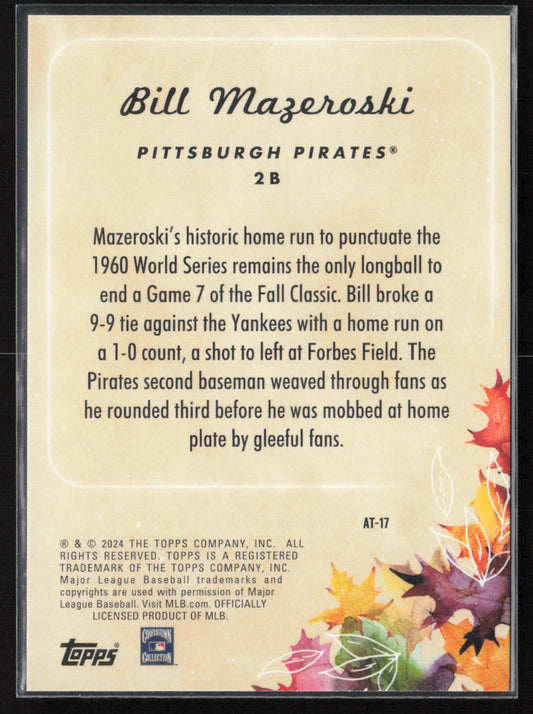 Bill Mazeroski
PITTSBURGH PIRATES®
2B
Mazeroski's historic home run to punctuate the
1960 World Series remains the only longball to
end a Game 7 of the Fall Classic. Bill broke a
9-9 tie against the Yankees with a home run on
a 1-0 count, a shot to left at Forbes Field. The
Pirates second baseman weaved through fans as
he rounded third before he was mobbed at home
plate by gleeful fans.
AT-17
® & © 2024 THE TOPPS COMPANY, INC. ALL
RIGHTS RESERVED. TOPPS IS A REGISTERED
TRADEMARK OF THE TOPPS COMPANY, INC.
Major League Baseball trademarks and
copyrights are used with permission of Major
League Baseball. Visit MLB.com. OFFICIALLY
LICENSED PRODUCT OF MLB.
topps®
COOPERSTOWN
COLLECTION